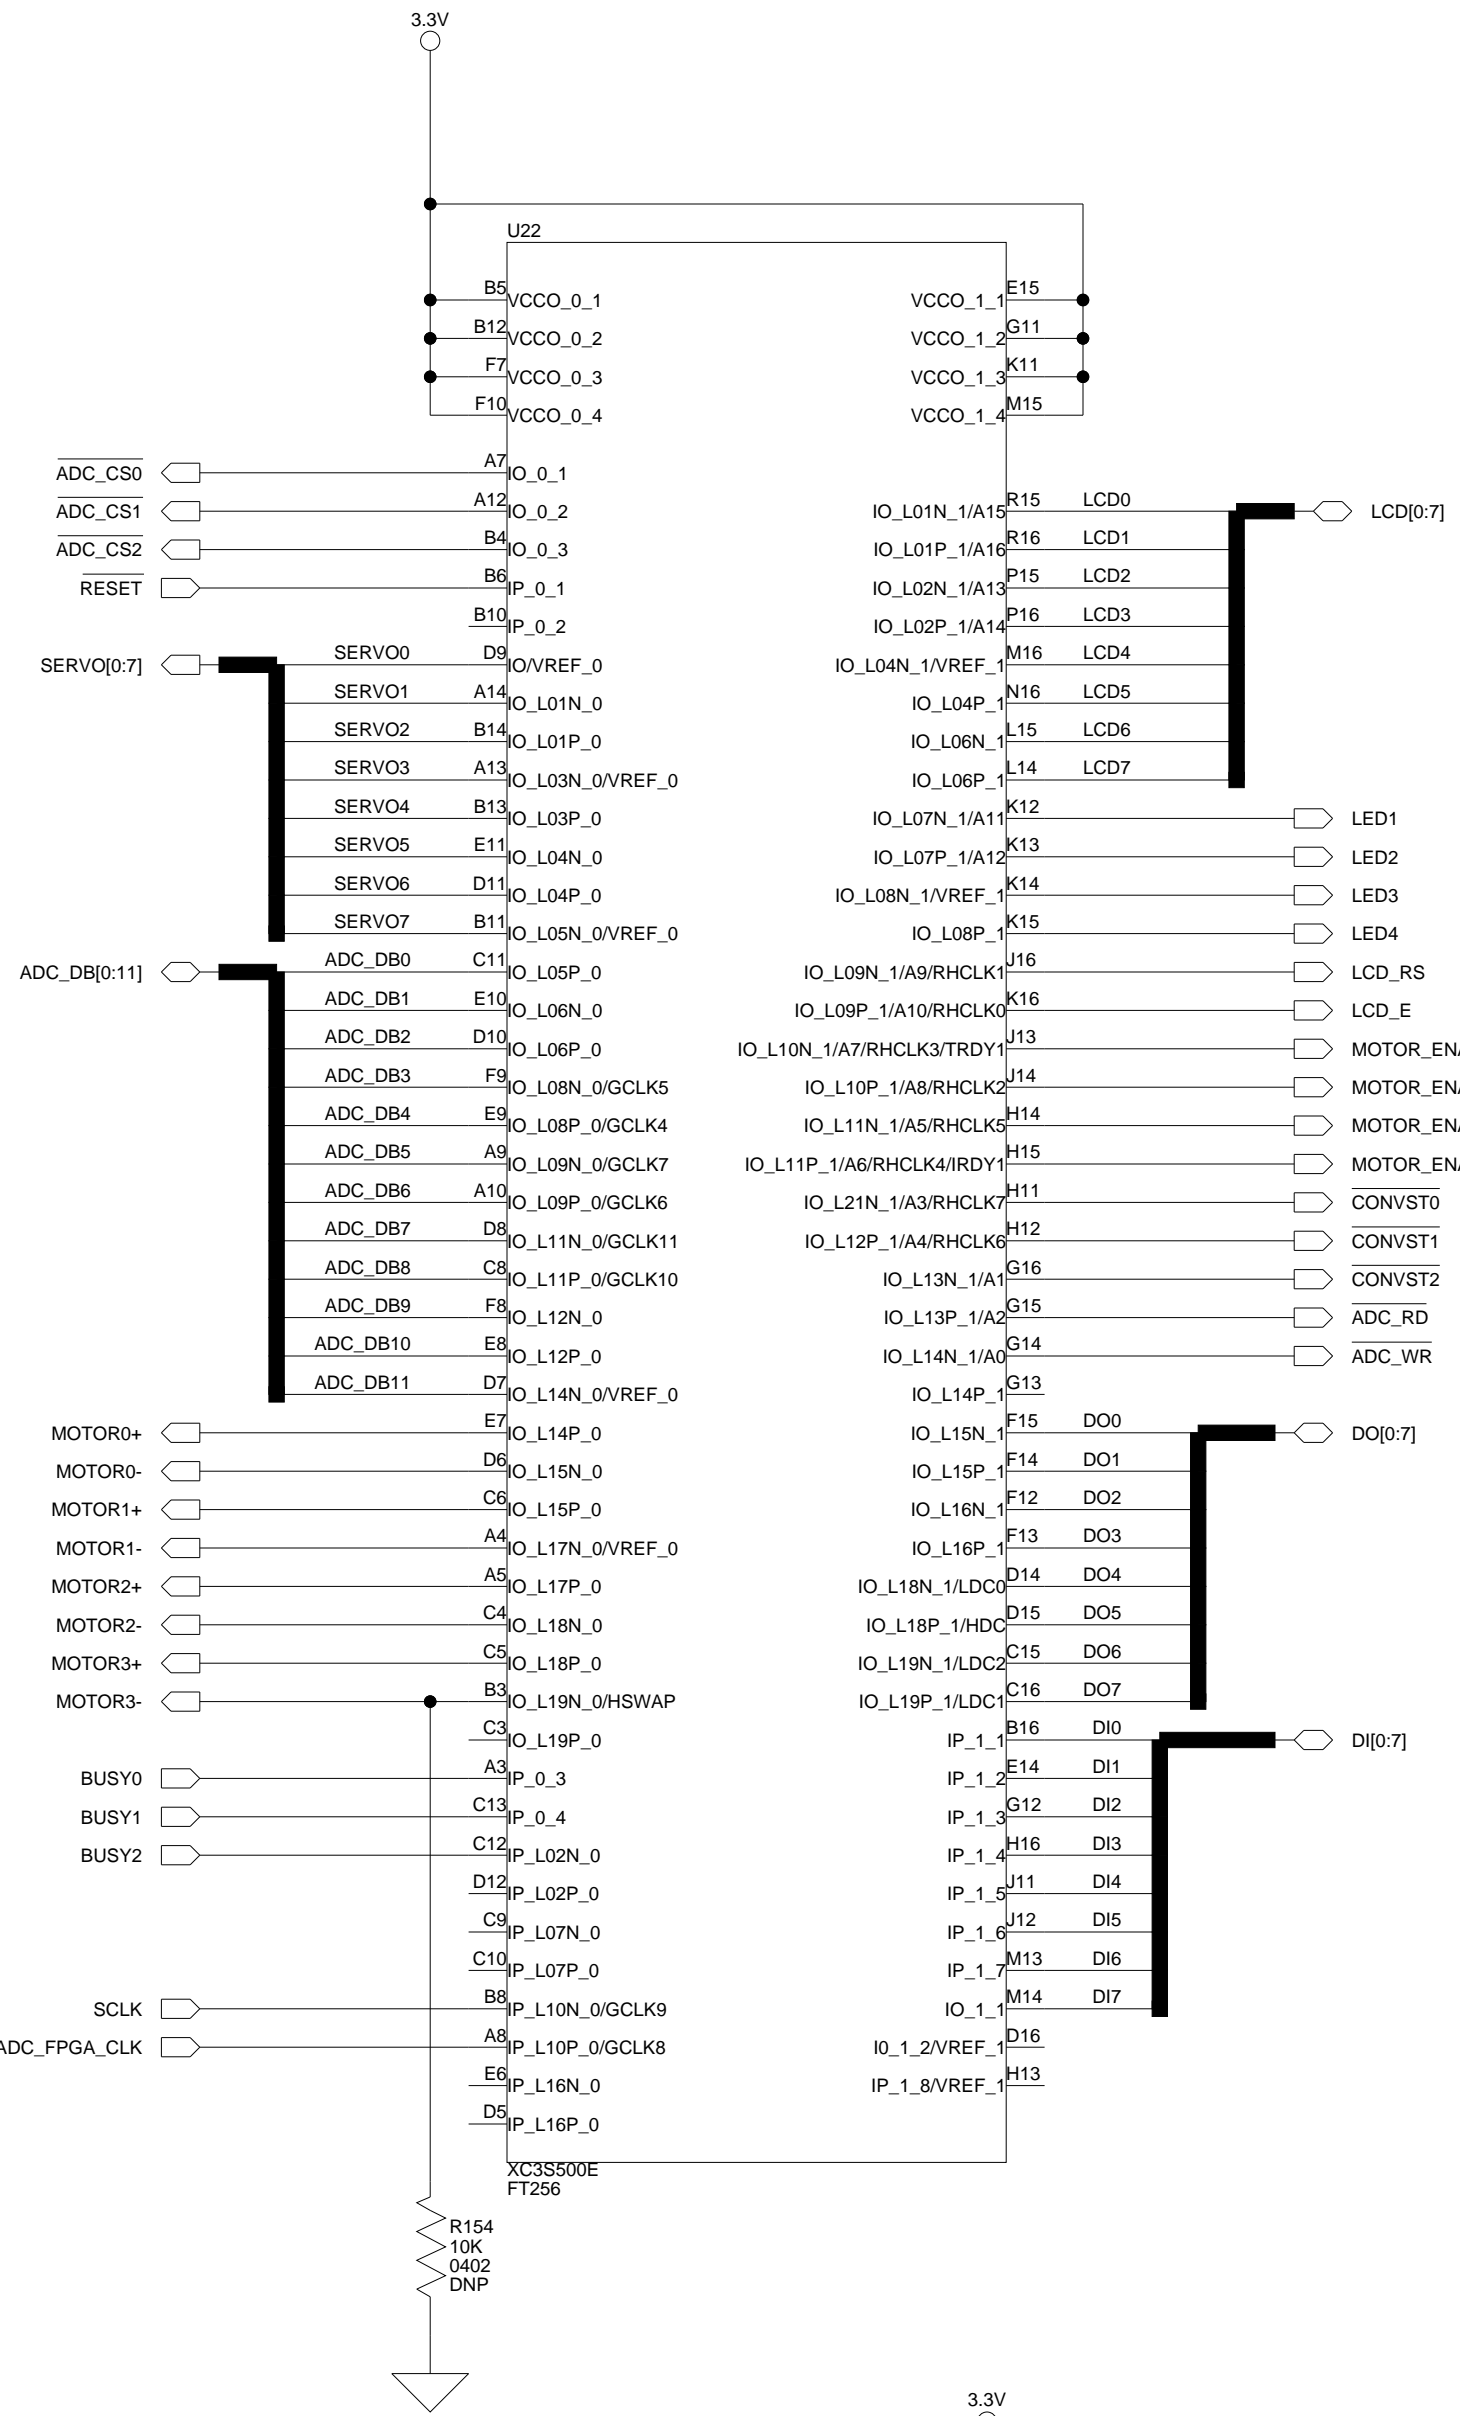 3.3V
U22
B5 VCCO_0_1 VCCO_1_1 E15
B12 VCCO_0_2 VCCO_1_2 G11
F7 VCCO_0_3 VCCO_1_3 K11
F10 VCCO_0_4 VCCO_1_4 M15
ADC_CS0 A7 IO_0_1
ADC_CS1 A12 IO_0_2 IO_L01N_1/A15 R15 LCD0 LCD[0:7]
ADC_CS2 B4 IO_0_3 IO_L01P_1/A16 R16 LCD1
RESET B6 IP_0_1 IO_L02N_1/A13 P15 LCD2
B10 IP_0_2 IO_L02P_1/A14 P16 LCD3
SERVO[0:7] SERVO0 D9 IO/VREF_0 IO_L04N_1/VREF_1 M16 LCD4
SERVO1 A14 IO_L01N_0 IO_L04P_1 N16 LCD5
SERVO2 B14 IO_L01P_0 IO_L06N_1 L15 LCD6
SERVO3 A13 IO_L03N_0/VREF_0 IO_L06P_1 L14 LCD7
SERVO4 B13 IO_L03P_0 IO_L07N_1/A11 K12 LED1
SERVO5 E11 IO_L04N_0 IO_L07P_1/A12 K13 LED2
SERVO6 D11 IO_L04P_0 IO_L08N_1/VREF_1 K14 LED3
SERVO7 B11 IO_L05N_0/VREF_0 IO_L08P_1 K15 LED4
ADC_DB[0:11] ADC_DB0 C11 IO_L05P_0 IO_L09N_1/A9/RHCLK1 J16 LCD_RS
ADC_DB1 E10 IO_L06N_0 IO_L09P_1/A10/RHCLK0 K16 LCD_E
ADC_DB2 D10 IO_L06P_0 IO_L10N_1/A7/RHCLK3/TRDY1 J13 MOTOR_EN
ADC_DB3 F9 IO_L08N_0/GCLK5 IO_L10P_1/A8/RHCLK2 J14 MOTOR_EN
ADC_DB4 E9 IO_L08P_0/GCLK4 IO_L11N_1/A5/RHCLK5 H14 MOTOR_EN
ADC_DB5 A9 IO_L09N_0/GCLK7 IO_L11P_1/A6/RHCLK4/IRDY1 H15 MOTOR_EN
ADC_DB6 A10 IO_L09P_0/GCLK6 IO_L21N_1/A3/RHCLK7 H11 CONVST0
ADC_DB7 D8 IO_L11N_0/GCLK11 IO_L12P_1/A4/RHCLK6 H12 CONVST1
ADC_DB8 C8 IO_L11P_0/GCLK10 IO_L13N_1/A1 G16 CONVST2
ADC_DB9 F8 IO_L12N_0 IO_L13P_1/A2 G15 ADC_RD
ADC_DB10 E8 IO_L12P_0 IO_L14N_1/A0 G14 ADC_WR
ADC_DB11 D7 IO_L14N_0/VREF_0 IO_L14P_1 G13
MOTOR0+ E7 IO_L14P_0 IO_L15N_1 F15 DO0 DO[0:7]
MOTOR0- D6 IO_L15N_0 IO_L15P_1 F14 DO1
MOTOR1+ C6 IO_L15P_0 IO_L16N_1 F12 DO2
MOTOR1- A4 IO_L17N_0/VREF_0 IO_L16P_1 F13 DO3
MOTOR2+ A5 IO_L17P_0 IO_L18N_1/LDC0 D14 DO4
MOTOR2- C4 IO_L18N_0 IO_L18P_1/HDC D15 DO5
MOTOR3+ C5 IO_L18P_0 IO_L19N_1/LDC2 C15 DO6
MOTOR3- B3 IO_L19N_0/HSWAP IO_L19P_1/LDC1 C16 DO7
C3 IO_L19P_0 IP_1_1 B16 DI0 DI[0:7]
BUSY0 A3 IP_0_3 IP_1_2 E14 DI1
BUSY1 C13 IP_0_4 IP_1_3 G12 DI2
BUSY2 C12 IP_L02N_0 IP_1_4 H16 DI3
D12 IP_L02P_0 IP_1_5 J11 DI4
C9 IP_L07N_0 IP_1_6 J12 DI5
C10 IP_L07P_0 IP_1_7 M13 DI6
SCLK B8 IP_L10N_0/GCLK9 IO_1_1 M14 DI7
ADC_FPGA_CLK A8 IP_L10P_0/GCLK8 I0_1_2/VREF_1 D16
E6 IP_L16N_0 IP_1_8/VREF_1 H13
D5 IP_L16P_0
XC3S500E
FT256
R154
10K
0402
DNP
3.3V